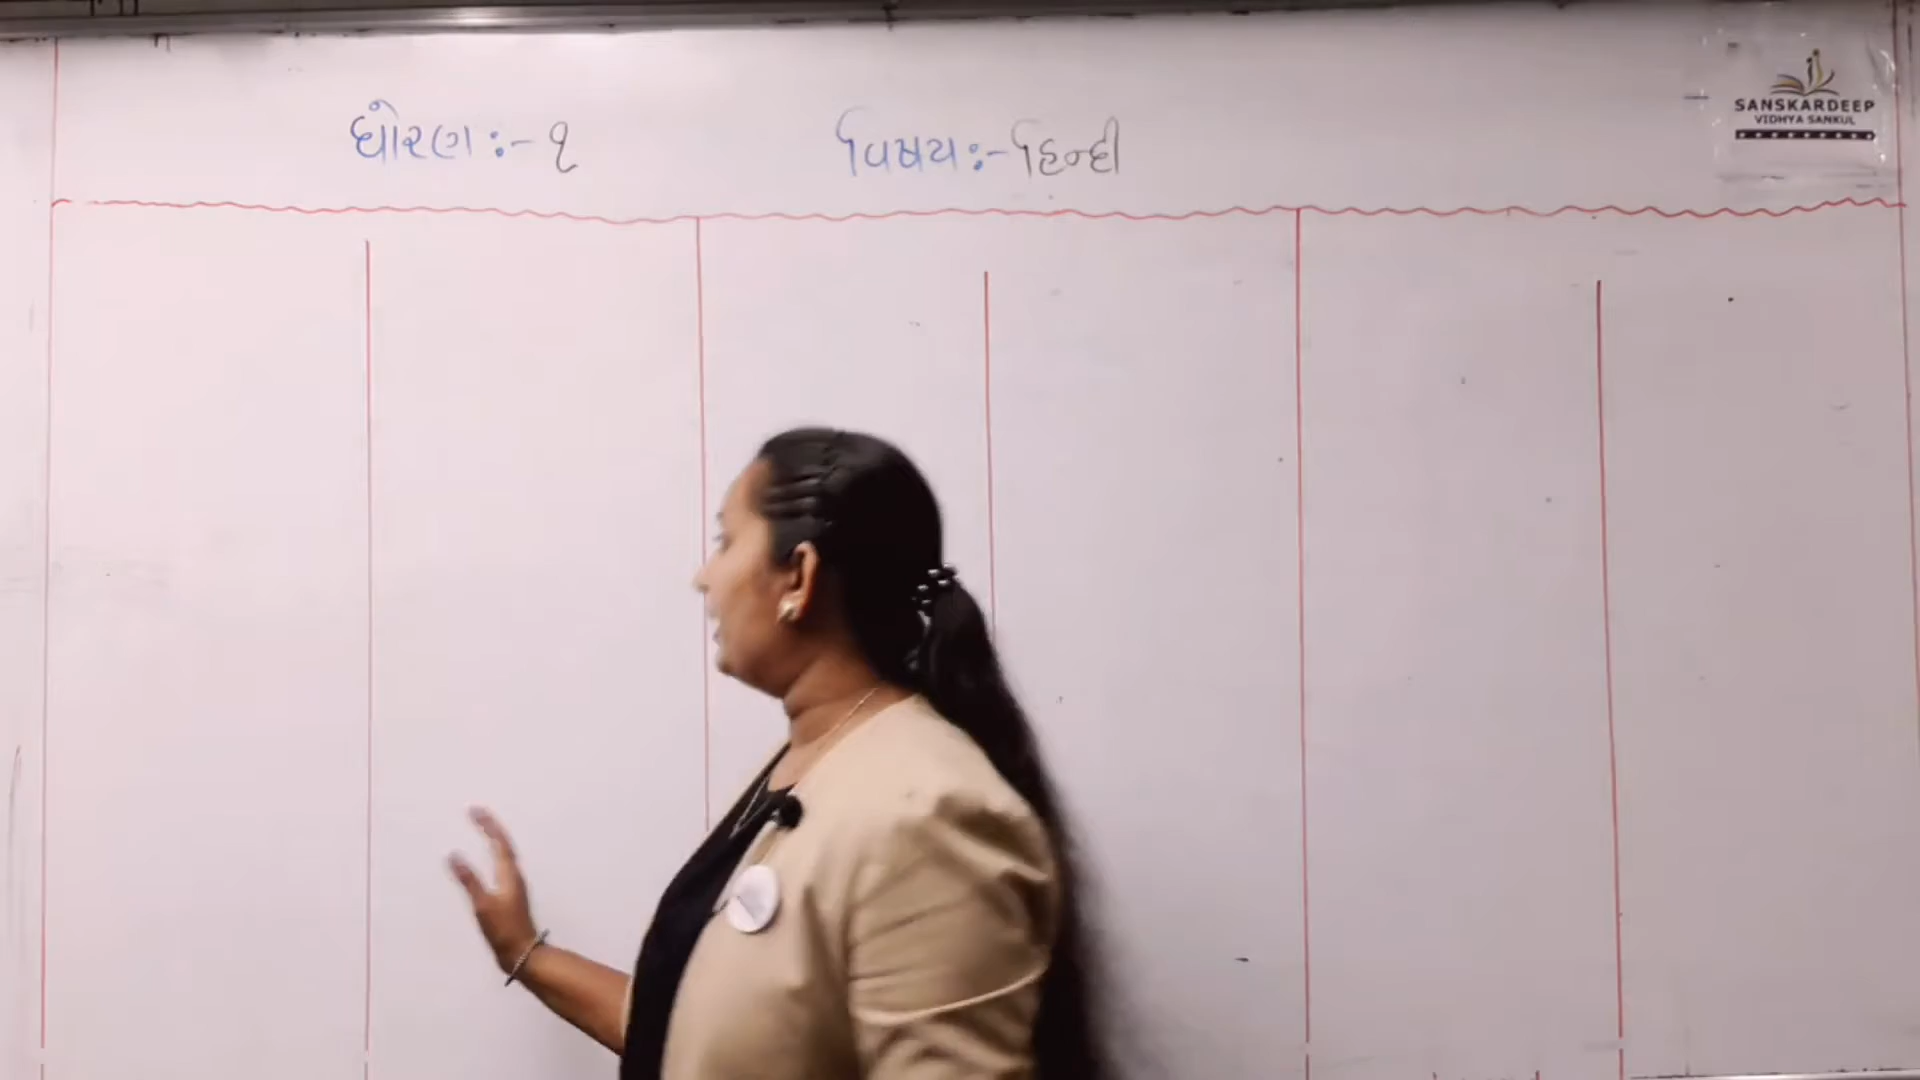 ધોરણ :- ૧ વિષય :- હિન્દી
SANSKARDEEP
VIDHYA SANKUL